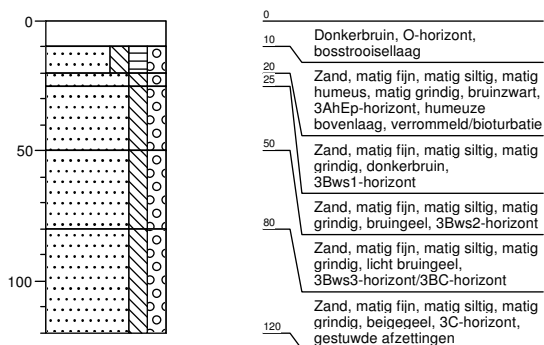 0
50
100
0
Donkerbruin, O-horizont,
bosstrooisellaag
10
Zand, matig fijn, matig siltig, matig
humeus, matig grindig, bruinzwart,
3AhEp-horizont, humeuze
bovenlaag, verrommeld/bioturbatie
20
Zand, matig fijn, matig siltig, matig
grindig, donkerbruin,
3Bws1-horizont
25
Zand, matig fijn, matig siltig, matig
grindig, bruingeel, 3Bws2-horizont
50
Zand, matig fijn, matig siltig, matig
grindig, licht bruingeel,
3Bws3-horizont/3BC-horizont
80
Zand, matig fijn, matig siltig, matig
grindig, beigegeel, 3C-horizont,
gestuwde afzettingen
120